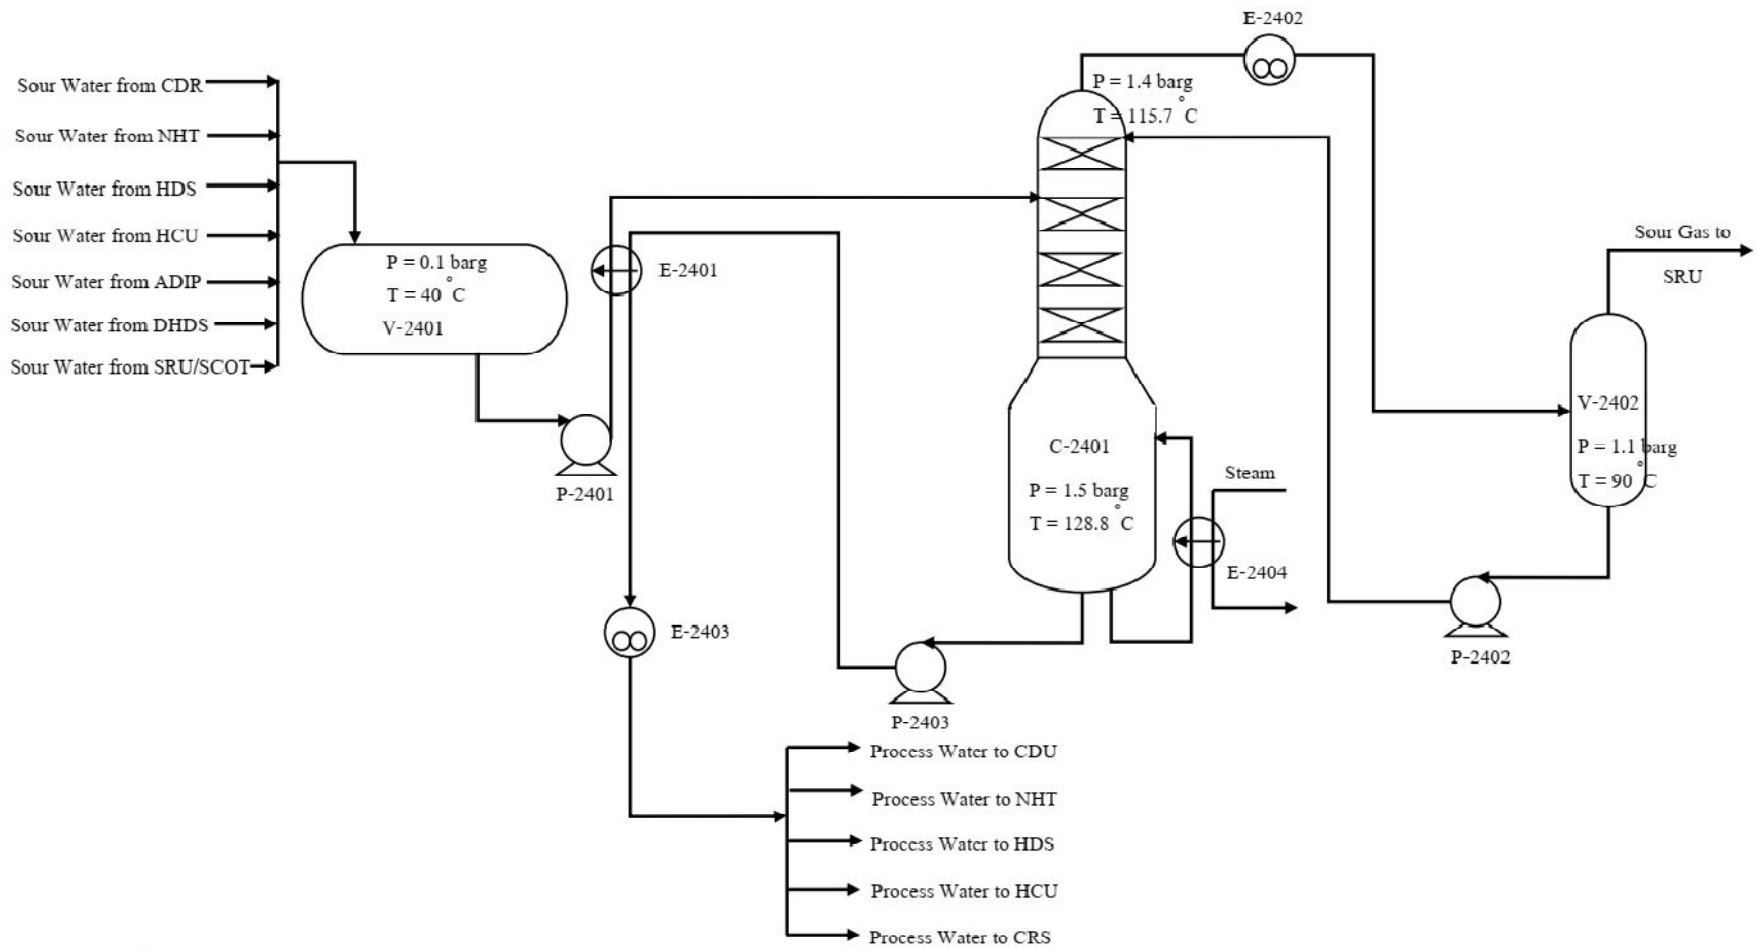 E-2402
Sour Water from CDR
P = 1.4 barg
T = 115.7 °C
Sour Water from NHT
Sour Water from HDS
Sour Water from HCU
Sour Water from ADIP
Sour Water from DHDS
Sour Water from SRU/SCOT
P = 0.1 barg
T = 40 °C
V-2401
E-2401
Sour Gas to
SRU
V-2402
P = 1.1 barg
T = 90 °C
C-2401
P = 1.5 barg
T = 128.8 °C
Steam
P-2401
E-2404
E-2403
P-2402
P-2403
Process Water to CDU
Process Water to NHT
Process Water to HDS
Process Water to HCU
Process Water to CRS